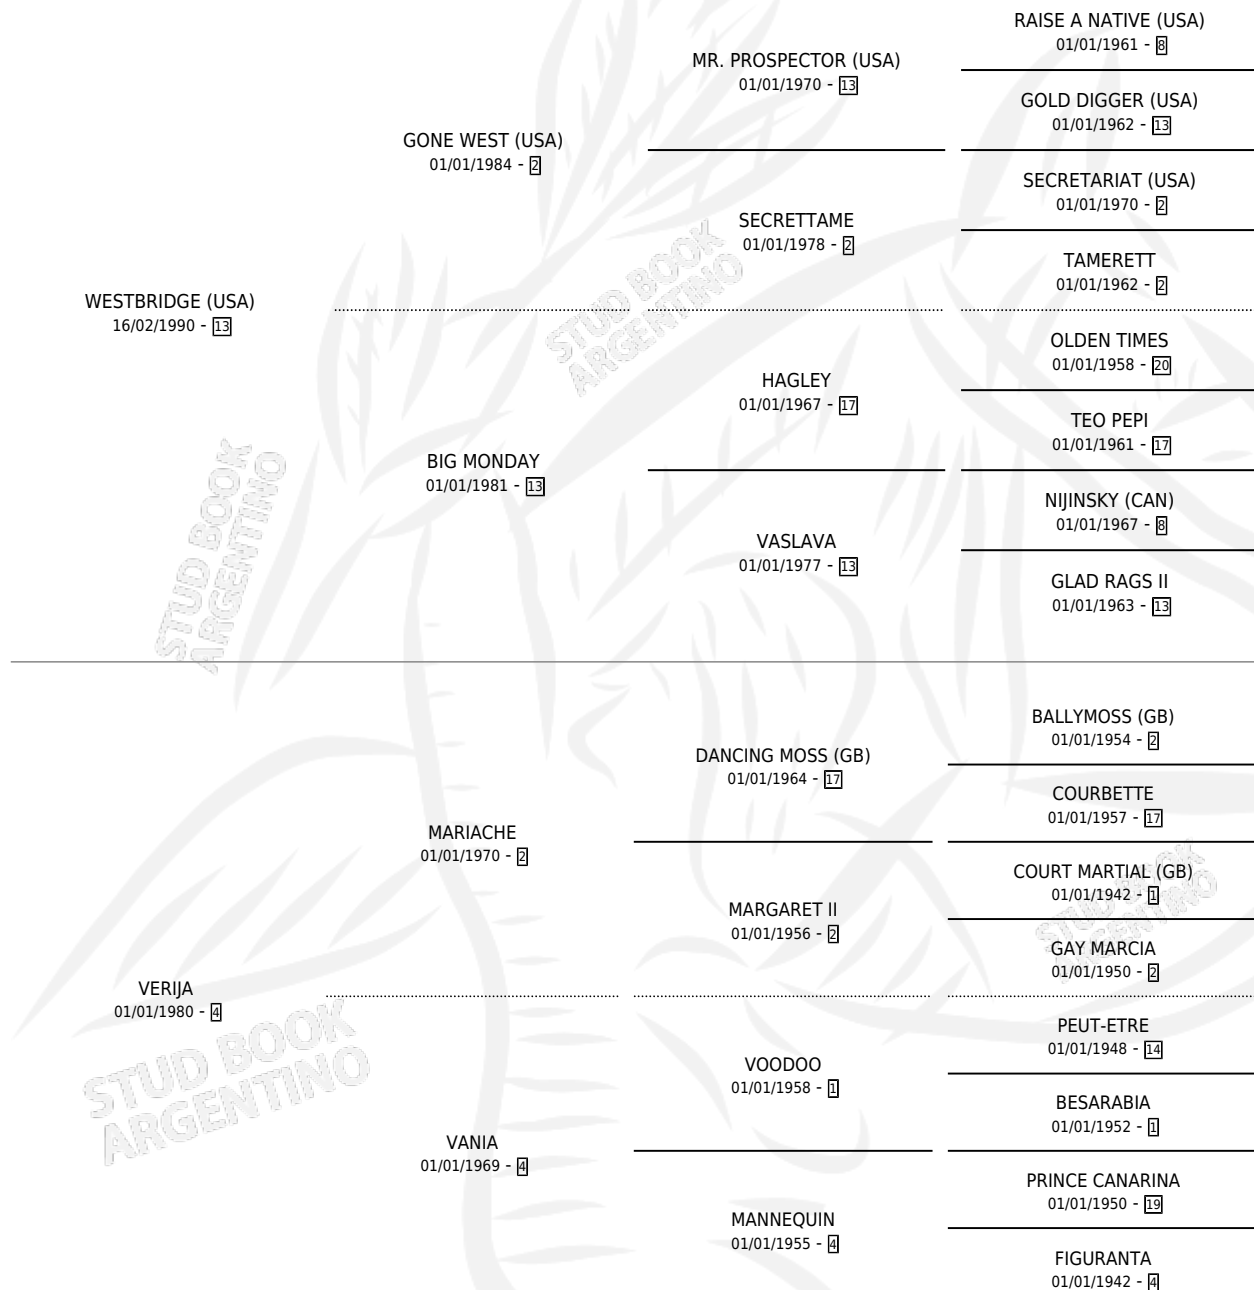 RAISE A NATIVE (USA)
01/01/1961 - 8
MR. PROSPECTOR (USA)
01/01/1970 - 13
GOLD DIGGER (USA)
01/01/1962 - 13
GONE WEST (USA)
01/01/1984 - 2
SECRETARIAT (USA)
01/01/1970 - 2
SECRETTAME
01/01/1978 - 2
TAMERETT
01/01/1962 - 2
WESTBRIDGE (USA)
16/02/1990 - 13
OLDEN TIMES
01/01/1958 - 20
HAGLEY
01/01/1967 - 17
TEO PEPI
01/01/1961 - 17
BIG MONDAY
01/01/1981 - 13
NIJINSKY (CAN)
01/01/1967 - 8
VASLAVA
01/01/1977 - 13
GLAD RAGS II
01/01/1963 - 13
BALLYMOSS (GB)
01/01/1954 - 2
DANCING MOSS (GB)
01/01/1964 - 17
COURBETTE
01/01/1957 - 17
MARIACHE
01/01/1970 - 2
COURT MARTIAL (GB)
01/01/1942 - 1
MARGARET II
01/01/1956 - 2
GAY MARCIA
01/01/1950 - 2
VERIJA
01/01/1980 - 4
PEUT-ETRE
01/01/1948 - 14
VOODOO
01/01/1958 - 1
BESARABIA
01/01/1952 - 1
VANIA
01/01/1969 - 4
PRINCE CANARINA
01/01/1950 - 19
MANNEQUIN
01/01/1955 - 4
FIGURANTA
01/01/1942 - 4
STUD BOOK
ARGENTINO
STUD BOOK
ARGENTINO
STUD BOOK
ARGENTINO
STUD BOOK
ARGENTINO